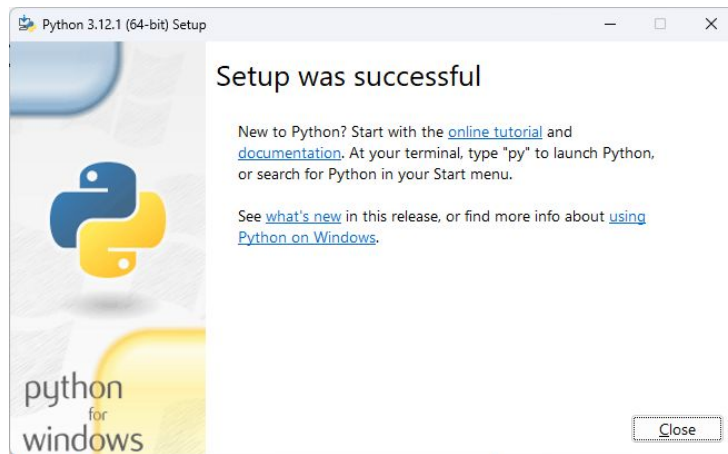 Python 3.12.1 (64-bit) Setup
Setup was successful
New to Python? Start with the online tutorial and
documentation. At your terminal, type "py" to launch Python,
or search for Python in your Start menu.
See what's new in this release, or find more info about using
Python on Windows.
python
for
windows
Close